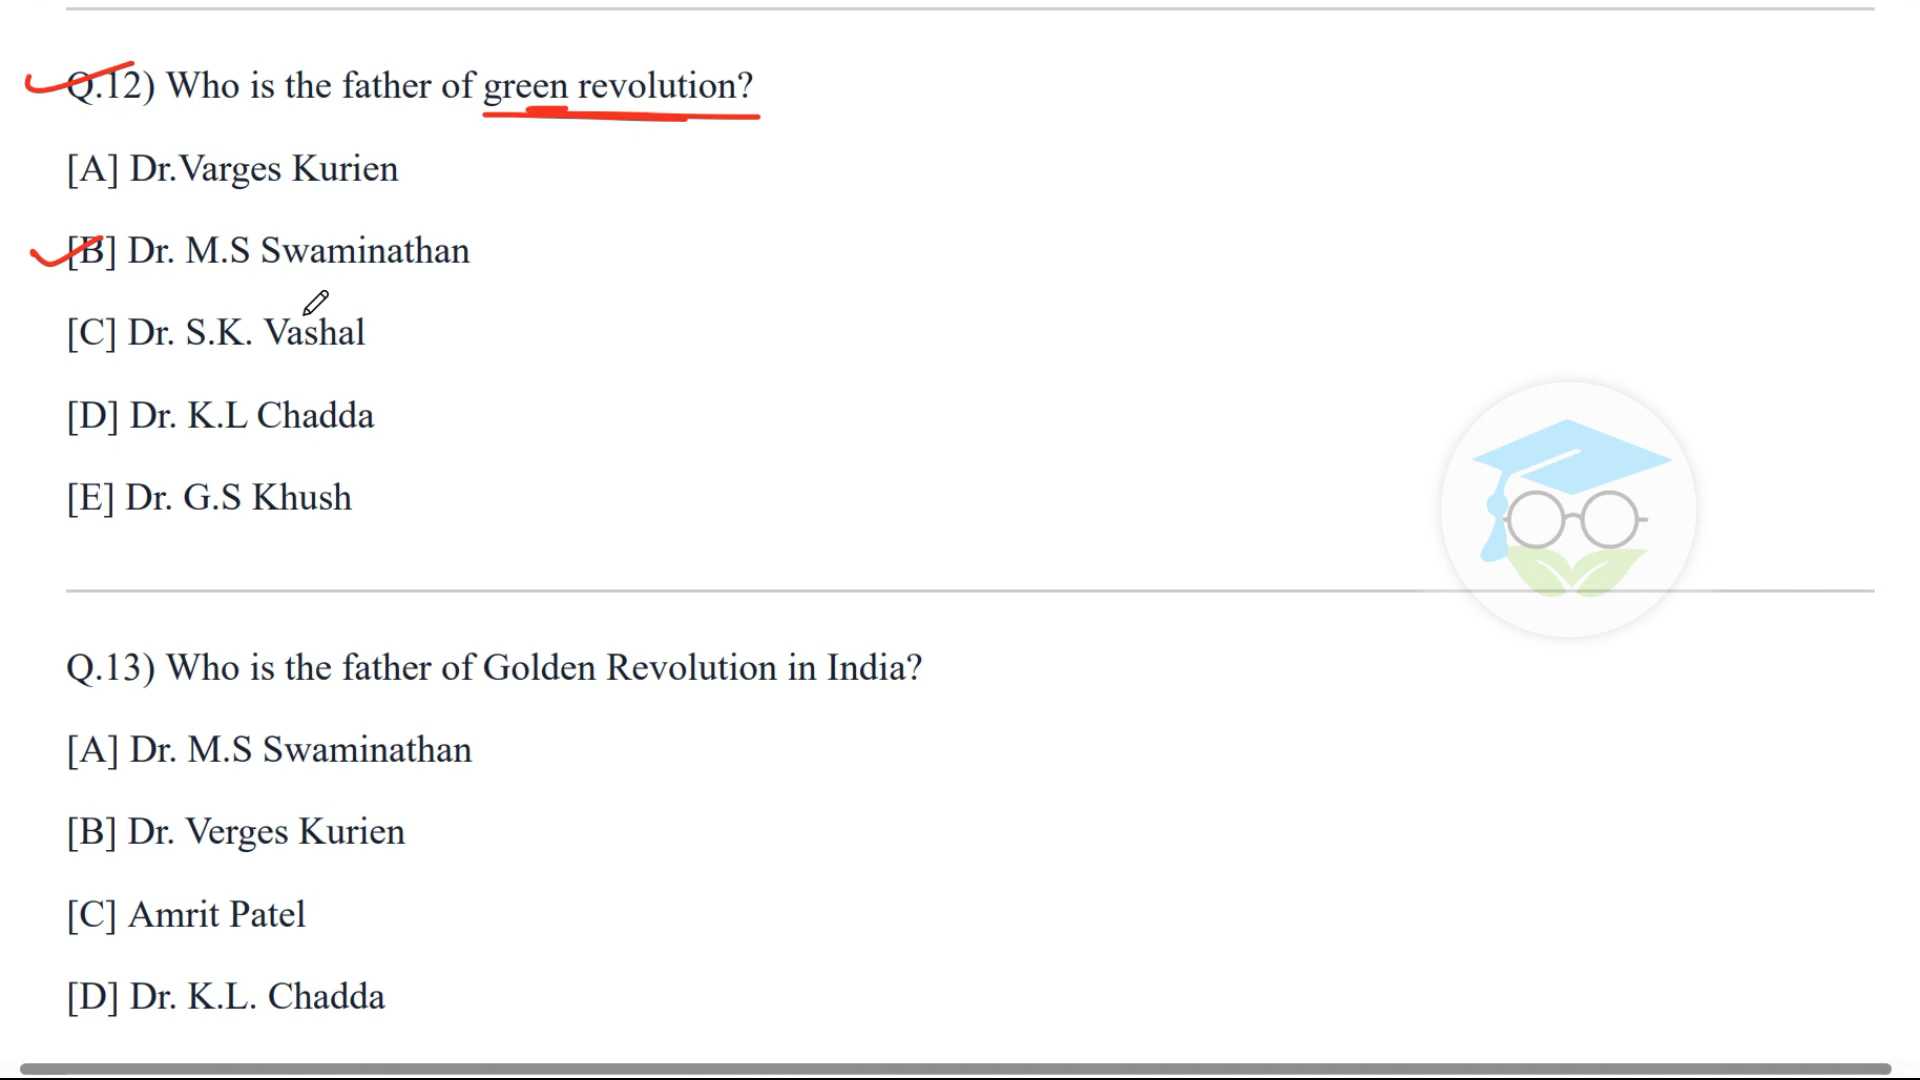 Q.12) Who is the father of green revolution?
[A] Dr.Varges Kurien
[B] Dr. M.S Swaminathan
[C] Dr. S.K. Vashal
[D] Dr. K.L Chadda
[E] Dr. G.S Khush
Q.13) Who is the father of Golden Revolution in India?
[A] Dr. M.S Swaminathan
[B] Dr. Verges Kurien
[C] Amrit Patel
[D] Dr. K.L. Chadda